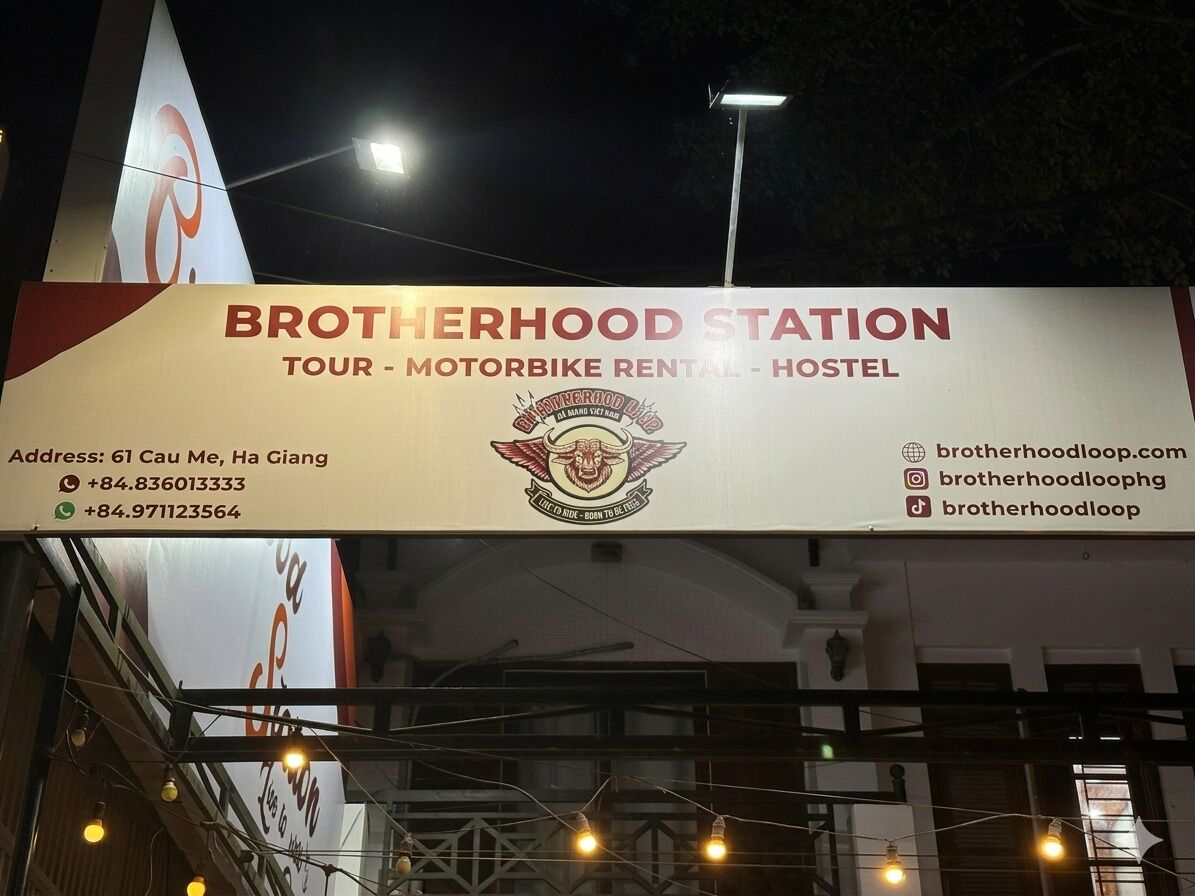 BROTHERHOOD STATION
TOUR - MOTORBIKE RENTAL - HOSTEL
Address: 61 Cau Me, Ha Giang
+84.836013333
+84.971123564
brotherhoodloop.com
brotherhoodloophg
brotherhoodloop